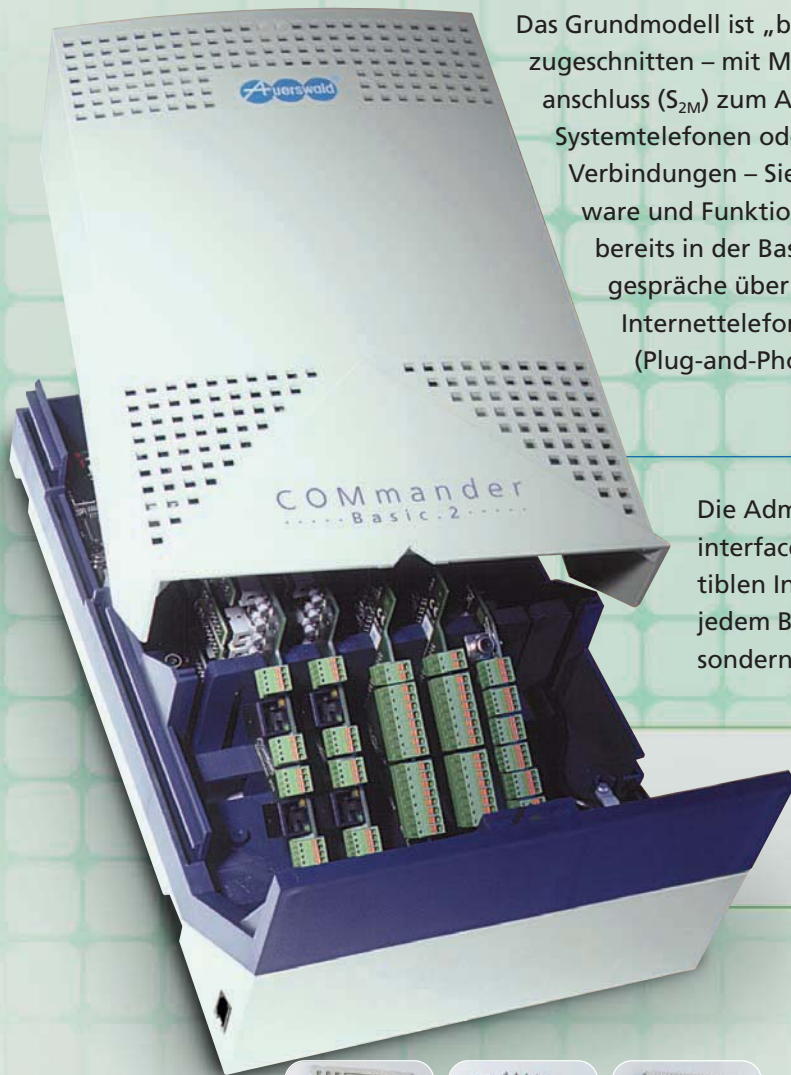 Das Grundmodell ist „b
zugeschnitten – mit M
anschluss (S2M) zum A
Systemtelefonen od
Verbindungen – Sie
ware und Funktio
bereits in der Bas
gespräche über
Internettelefor
(Plug-and-Pho
Auerswald
COMmander
Basic.2
Die Adm
interface
tiblen In
jedem B
sondern